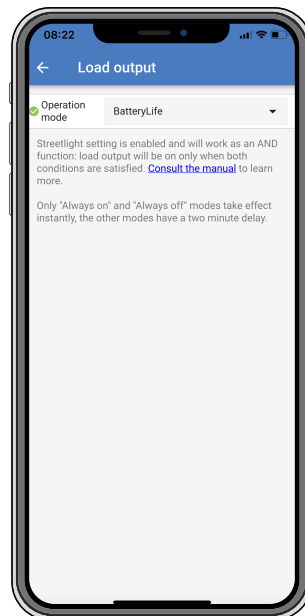 08:22
Load output
Operation
mode
BatteryLife
Streetlight setting is enabled and will work as an AND
function: load output will be on only when both
conditions are satisfied. Consult the manual to learn
more.
Only "Always on" and "Always off" modes take effect
instantly, the other modes have a two minute delay.